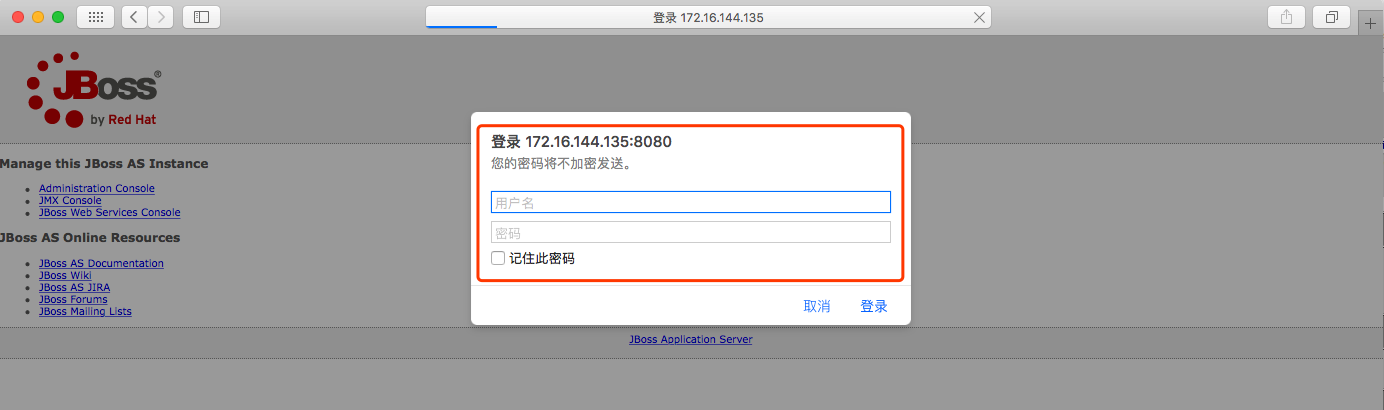 登录 172.16.144.135
JBoss®
by Red Hat
Manage this JBoss AS Instance
Administration Console
JMX Console
JBoss Web Services Console
JBoss AS Online Resources
JBoss AS Documentation
JBoss Wiki
JBoss AS JIRA
JBoss Forums
JBoss Mailing Lists
登录 172.16.144.135:8080
您的密码将不加密发送。
用户名
密码
记住此密码
取消 登录
JBoss Application Server